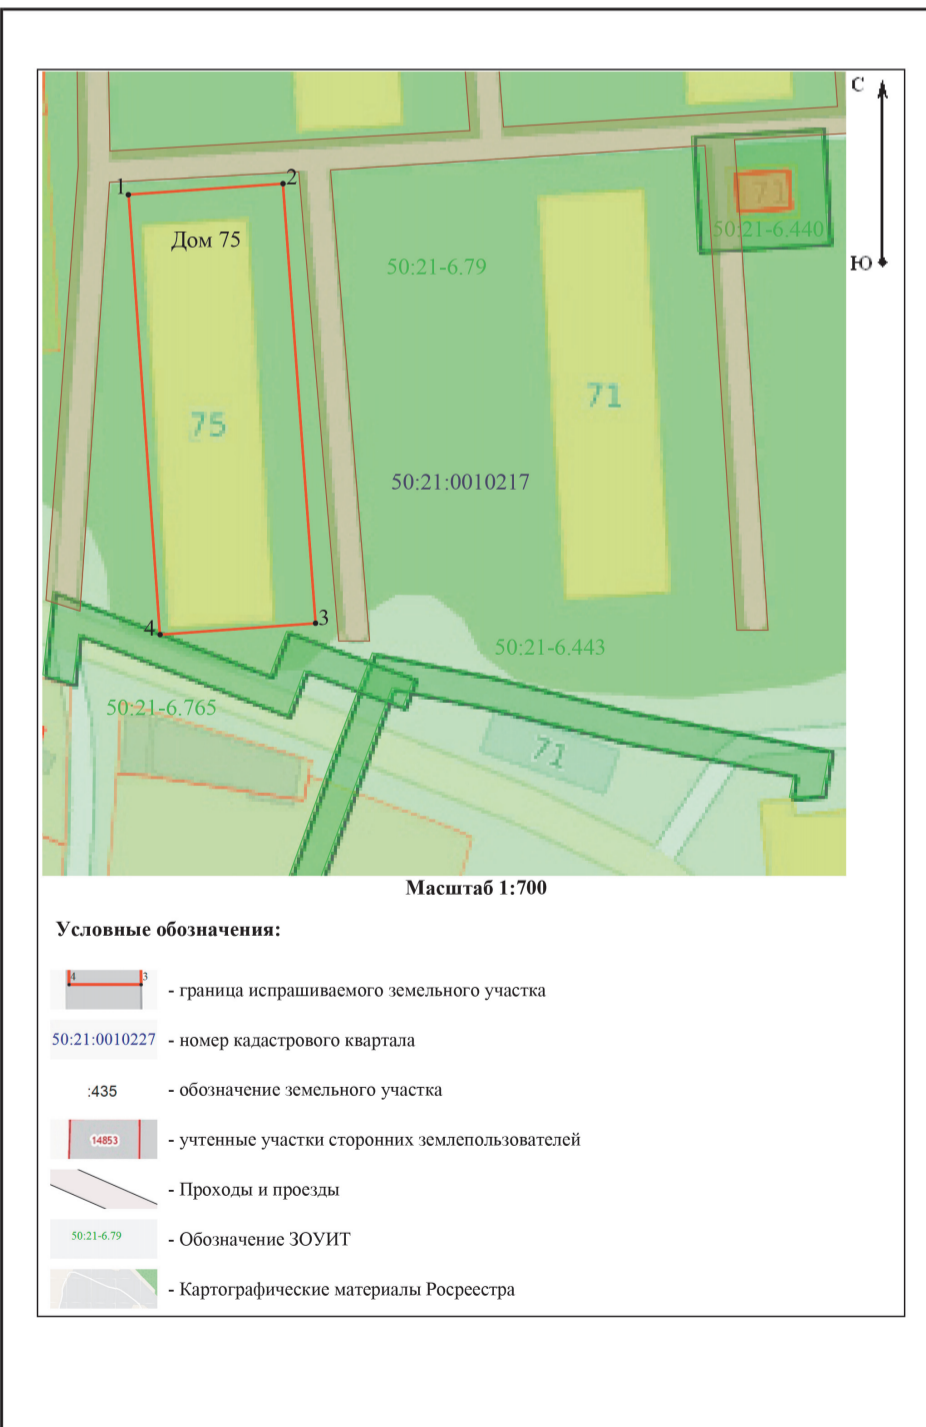 С
1
2
71
Дом 75
50:21-6.440
50:21-6.79
Ю
71
75
50:21:0010217
3
4
50:21-6.443
50:21-6.765
71
Масштаб 1:700
Условные обозначения:
4 3 - граница испрашиваемого земельного участка
50:21:0010227 - номер кадастрового квартала
:435 - обозначение земельного участка
14853 - учтенные участки сторонних землепользователей
- Проходы и проезды
50:21-6.79 - Обозначение ЗОУИТ
- Картографические материалы Росреестра